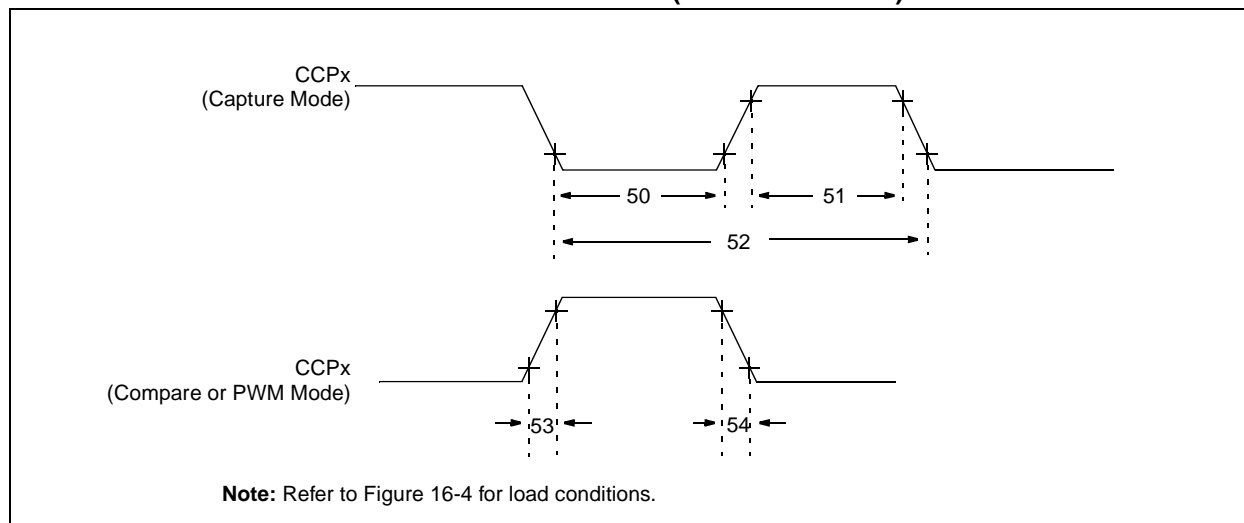 CCPx
(Capture Mode)
50
51
52
CCPx
(Compare or PWM Mode)
53
54
Note: Refer to Figure 16-4 for load conditions.